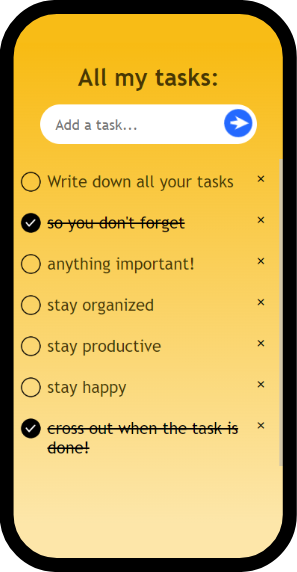 All my tasks:
Add a task...
Write down all your tasks ×
so you don't forget ×
anything important! ×
stay organized ×
stay productive ×
stay happy ×
cross out when the task is ×
done!